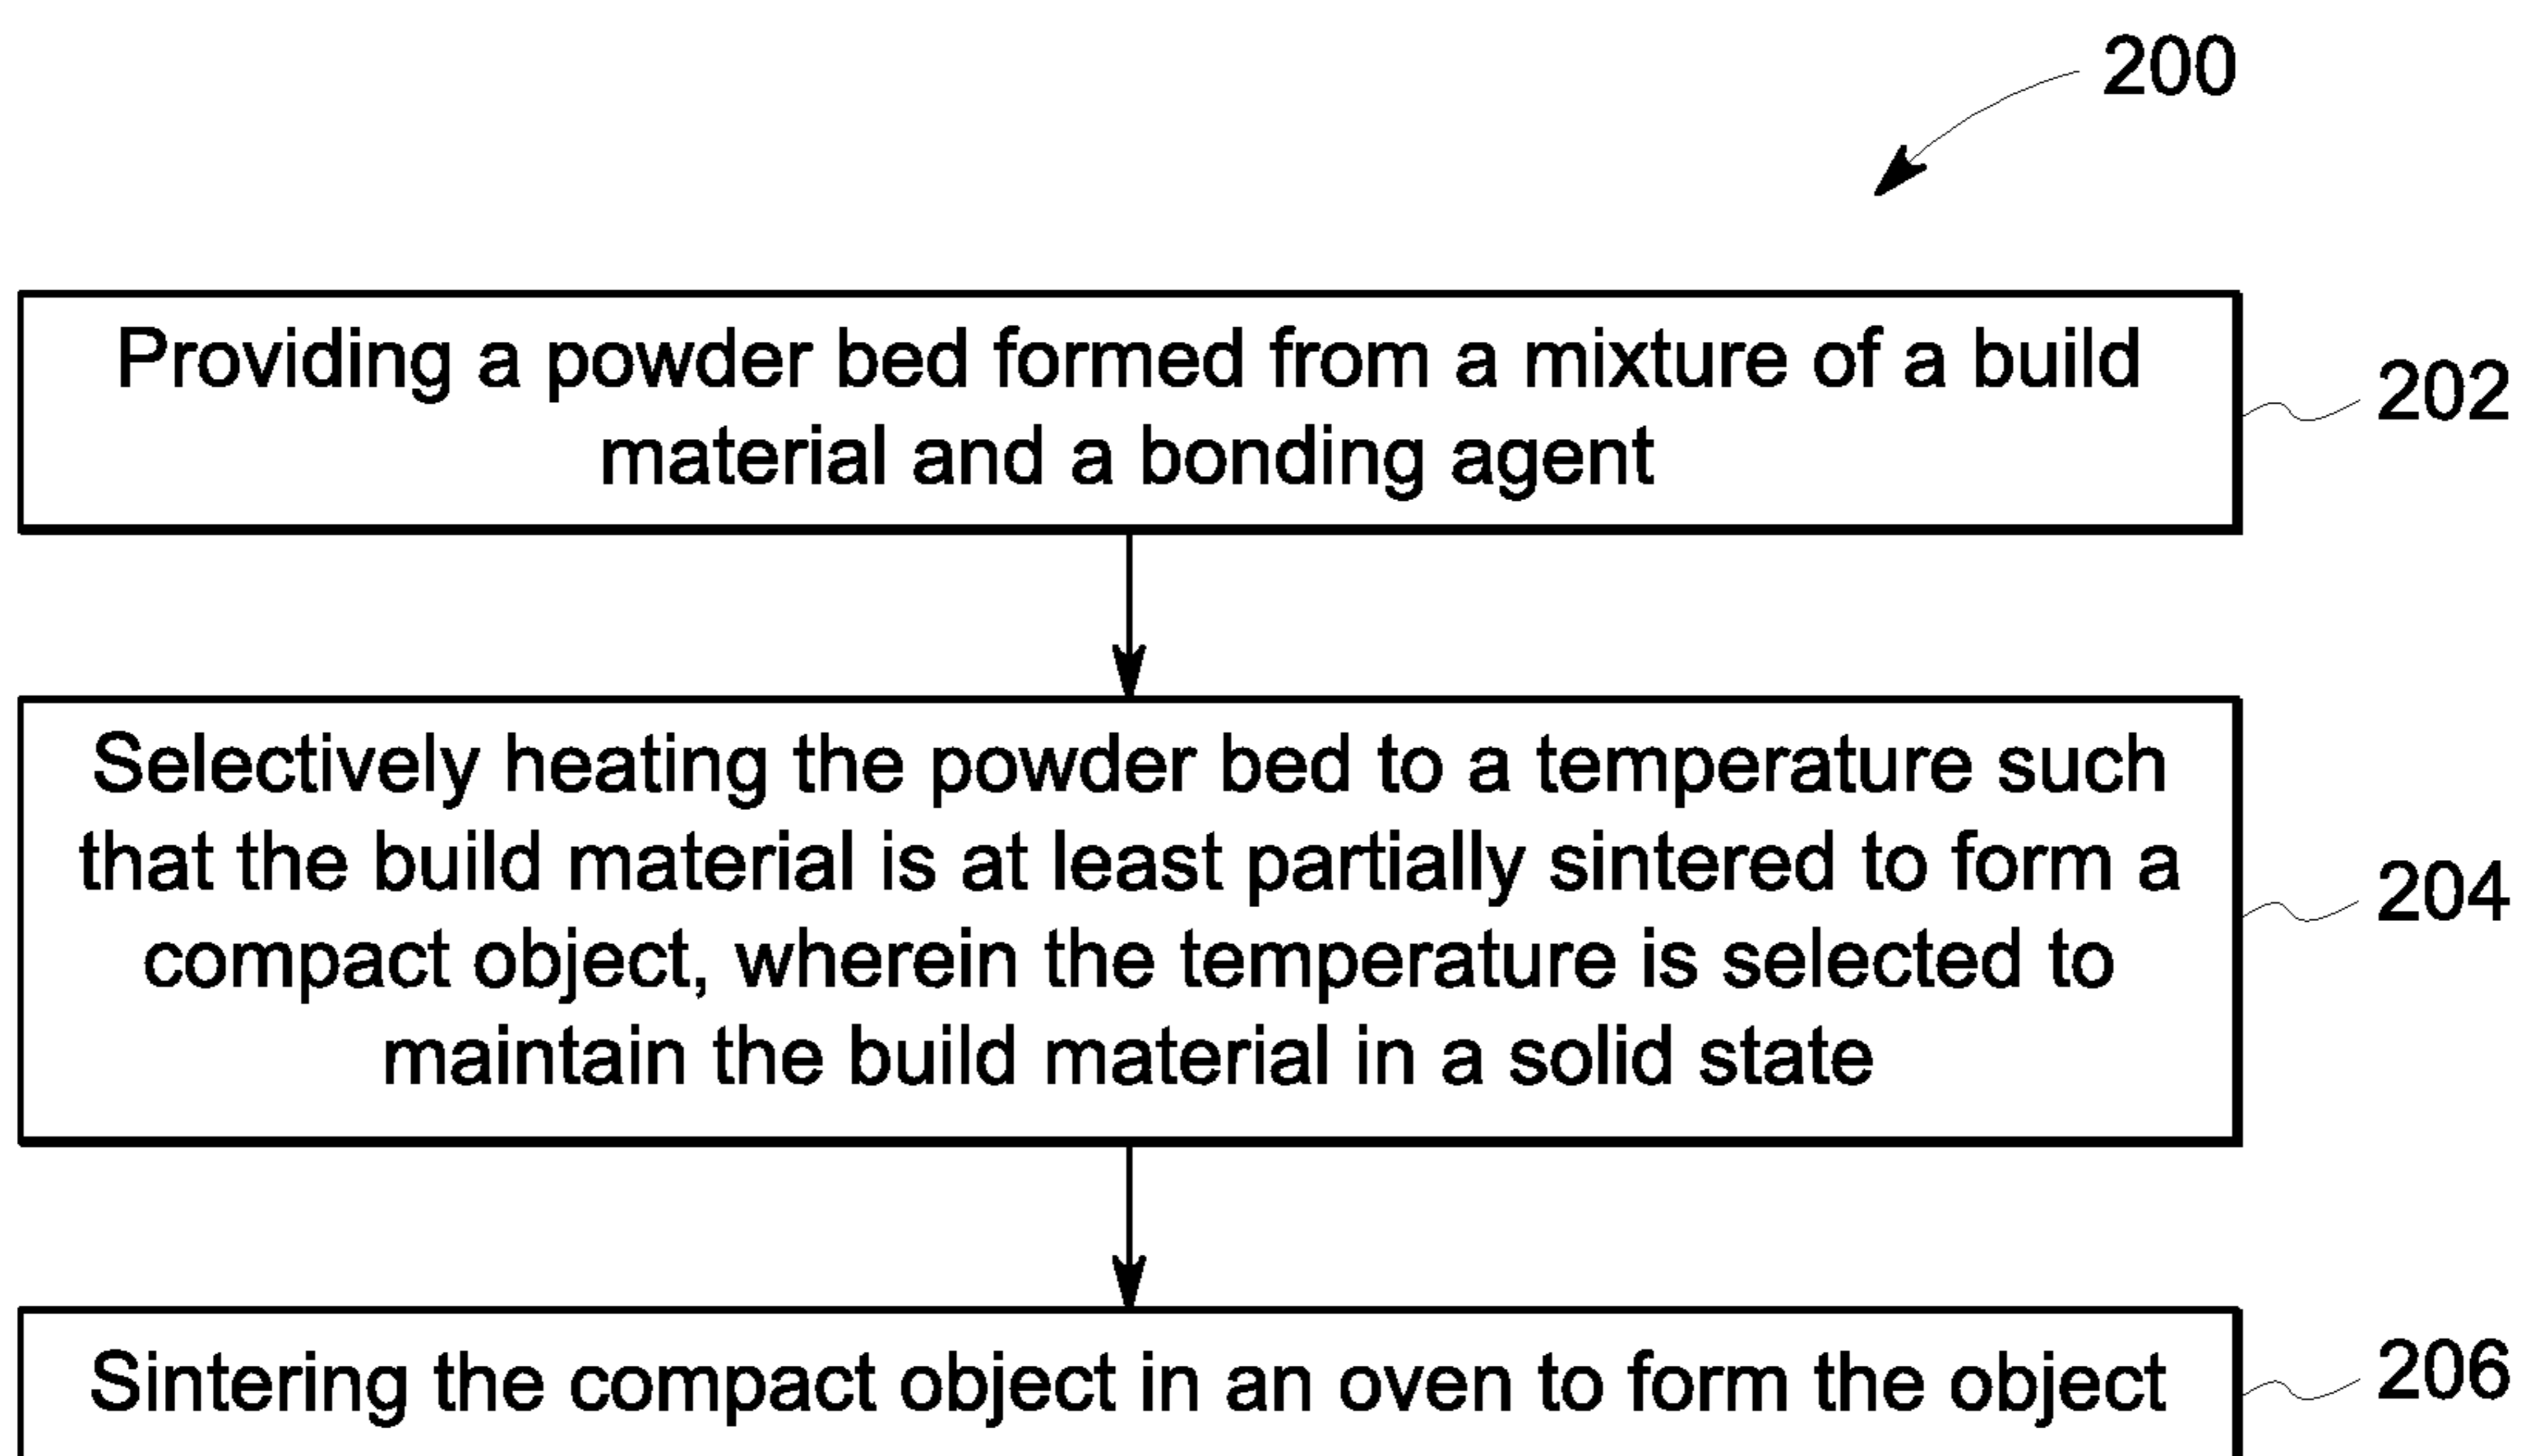 200
Providing a powder bed formed from a mixture of a build
material and a bonding agent
202
Selectively heating the powder bed to a temperature such
that the build material is at least partially sintered to form a
compact object, wherein the temperature is selected to
maintain the build material in a solid state
204
Sintering the compact object in an oven to form the object
206